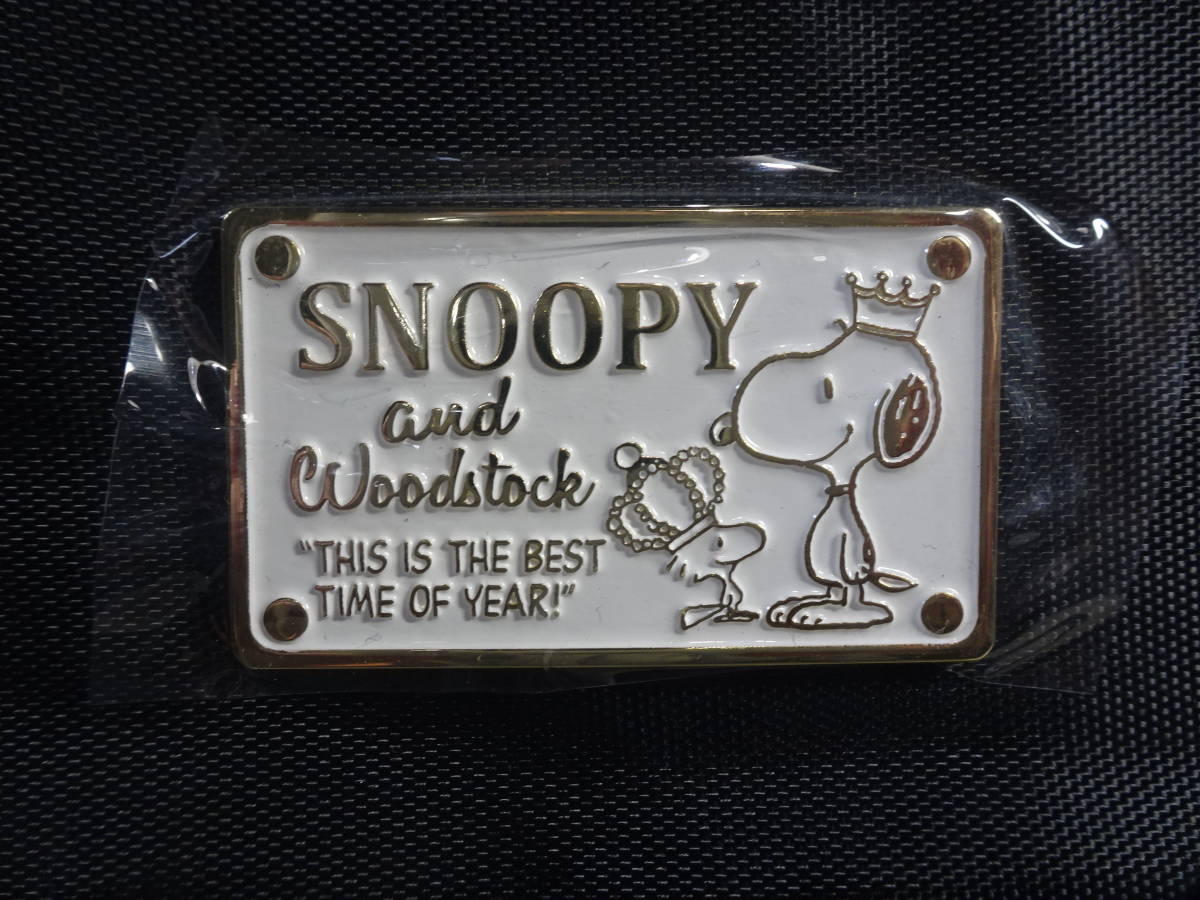 SNOOPY
and
Woodstock
"THIS IS THE BEST
TIME OF YEAR!"